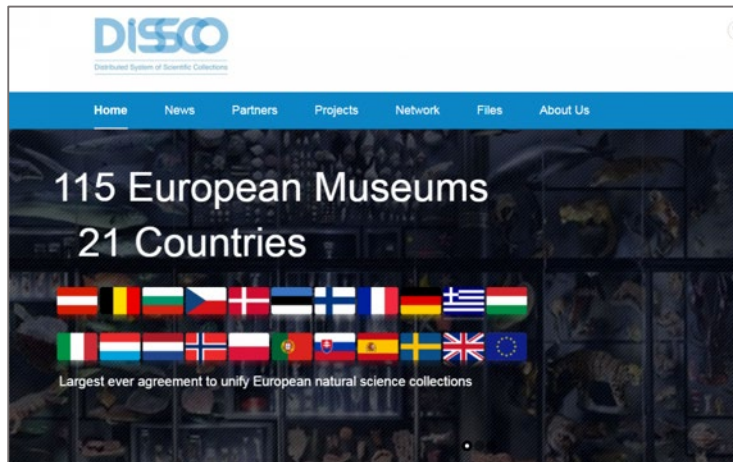 DiSSCO
Distributed System of Scientific Collections
Home News Partners Projects Network Files About Us
115 European Museums
21 Countries
Largest ever agreement to unify European natural science collections